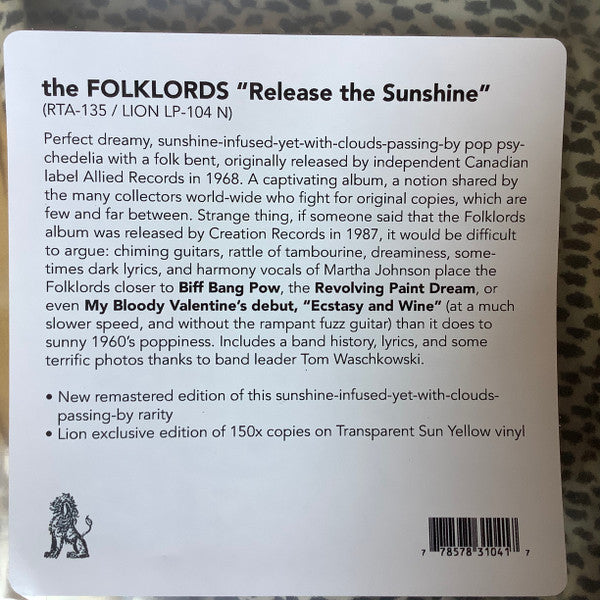 the FOLKLORDS "Release the Sunshine"
(RTA-135 / LION LP-104 N)
Perfect dreamy, sunshine-infused-yet-with-clouds-passing-by pop psy-
chedelia with a folk bent, originally released by independent Canadian
label Allied Records in 1968. A captivating album, a notion shared by
the many collectors world-wide who fight for original copies, which are
few and far between. Strange thing, if someone said that the Folklords
album was released by Creation Records in 1987, it would be difficult
to argue: chiming guitars, rattle of tambourine, dreaminess, some-
times dark lyrics, and harmony vocals of Martha Johnson place the
Folklords closer to Biff Bang Pow, the Revolving Paint Dream, or
even My Bloody Valentine's debut, "Ecstasy and Wine" (at a much
slower speed, and without the rampant fuzz guitar) than it does to
sunny 1960's poppiness. Includes a band history, lyrics, and some
terrific photos thanks to band leader Tom Waschkowski.
• New remastered edition of this sunshine-infused-yet-with-clouds-
passing-by rarity
• Lion exclusive edition of 150x copies on Transparent Sun Yellow vinyl
7 78578 31041 7